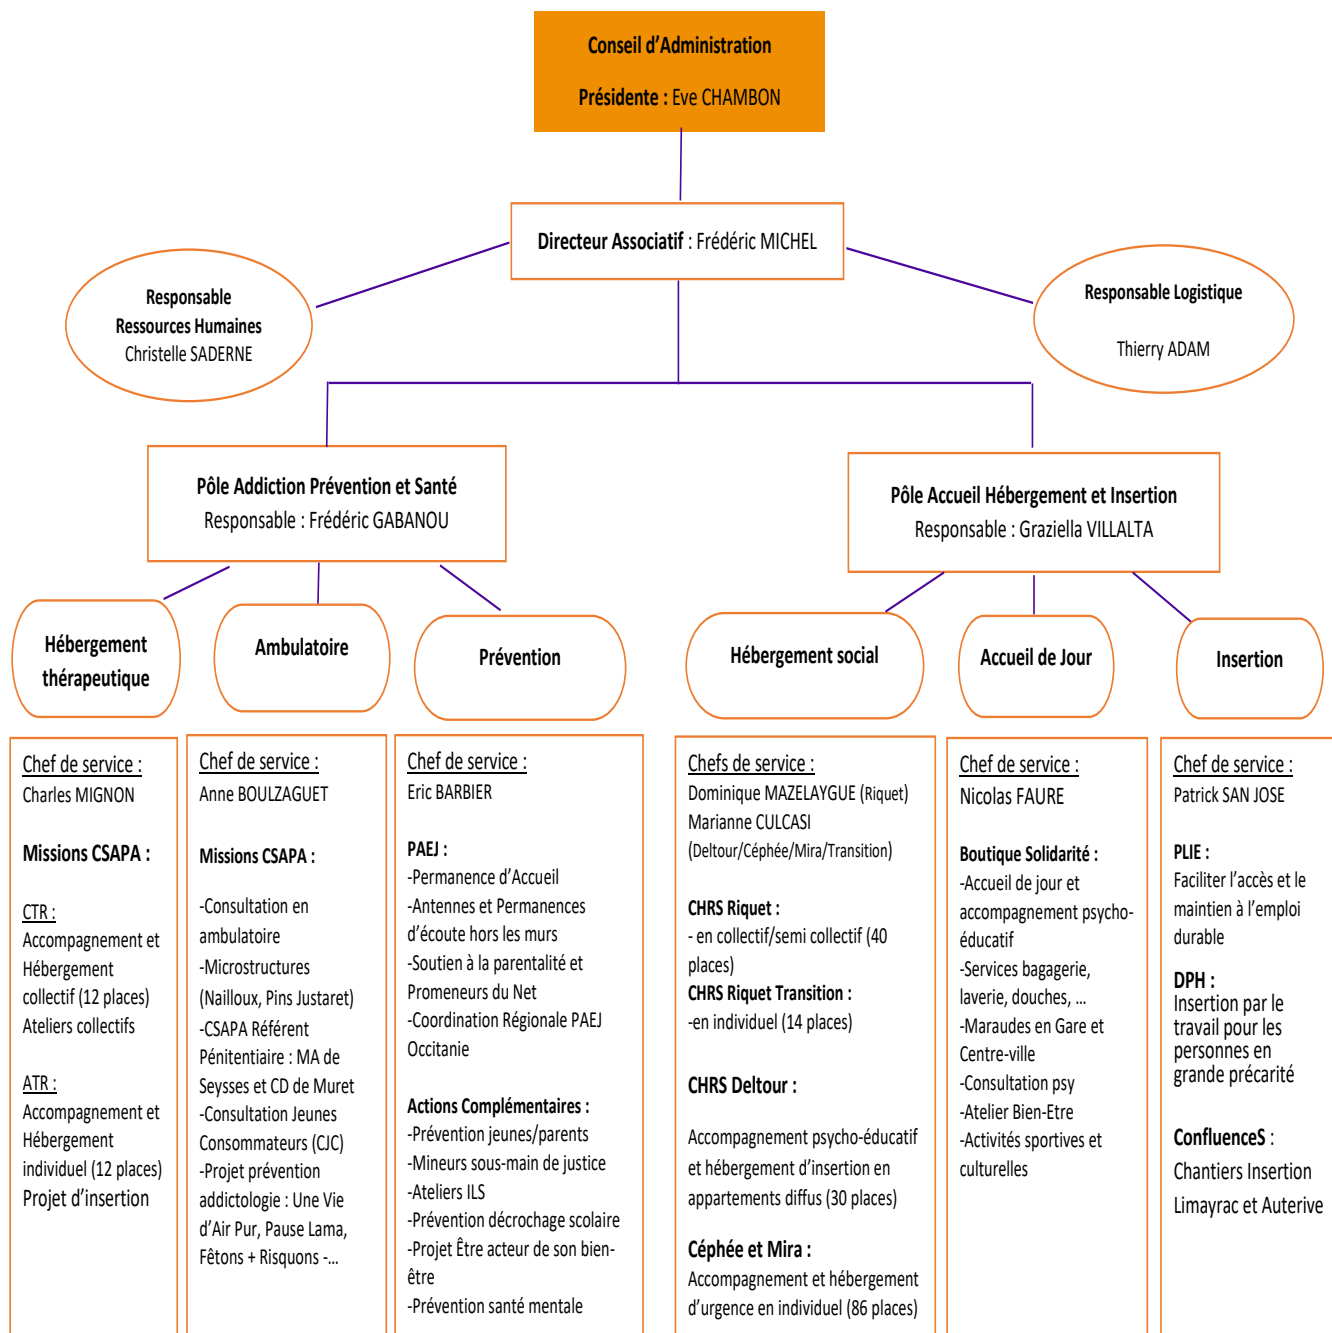 Conseil d’Administration
Présidente : Eve CHAMBON
Directeur Associatif : Frédéric MICHEL
Responsable
Ressources Humaines
Christelle SADERNE
Responsable Logistique
Thierry ADAM
Pôle Addiction Prévention et Santé
Responsable : Frédéric GABANOU
Pôle Accueil Hébergement et Insertion
Responsable : Graziella VILLALTA
Hébergement
thérapeutique
Ambulatoire
Prévention
Hébergement social
Accueil de Jour
Insertion
Chef de service :
Charles MIGNON
Missions CSAPA :
CTR :
Accompagnement et
Hébergement
collectif (12 places)
Ateliers collectifs
ATR :
Accompagnement et
Hébergement
individuel (12 places)
Projet d’insertion
Chef de service :
Anne BOULZAGUET
Missions CSAPA :
-Consultation en
ambulatoire
-Microstructures
(Nailloux, Pins Justaret)
-CSAPA Référent
Pénitentiaire : MA de
Seysses et CD de Muret
-Consultation Jeunes
Consommateurs (CJC)
-Projet prévention
addictologie : Une Vie
d’Air Pur, Pause Lama,
Fêtons + Risquons -…
Chef de service :
Eric BARBIER
PAEJ :
-Permanence d’Accueil
-Antennes et Permanences
d’écoute hors les murs
-Soutien à la parentalité et
Promeneurs du Net
-Coordination Régionale PAEJ
Occitanie
Actions Complémentaires :
-Prévention jeunes/parents
-Mineurs sous-main de justice
-Ateliers ILS
-Prévention décrochage scolaire
-Projet Être acteur de son bien-
être
-Prévention santé mentale
Chefs de service :
Dominique MAZELAYGUE (Riquet)
Marianne CULCASI
(Deltour/Céphée/Mira/Transition)
CHRS Riquet :
- en collectif/semi collectif (40
places)
CHRS Riquet Transition :
-en individuel (14 places)
CHRS Deltour :
Accompagnement psycho-éducatif
et hébergement d’insertion en
appartements diffus (30 places)
Céphée et Mira :
Accompagnement et hébergement
d’urgence en individuel (86 places)
Chef de service :
Nicolas FAURE
Boutique Solidarité :
-Accueil de jour et
accompagnement psycho-
éducatif
-Services bagagerie,
laverie, douches, …
-Maraudes en Gare et
Centre-ville
-Consultation psy
-Atelier Bien-Etre
-Activités sportives et
culturelles
Chef de service :
Patrick SAN JOSE
PLIE :
Faciliter l’accès et le
maintien à l’emploi
durable
DPH :
Insertion par le
travail pour les
personnes en
grande précarité
ConfluenceS :
Chantiers Insertion
Limayrac et Auterive